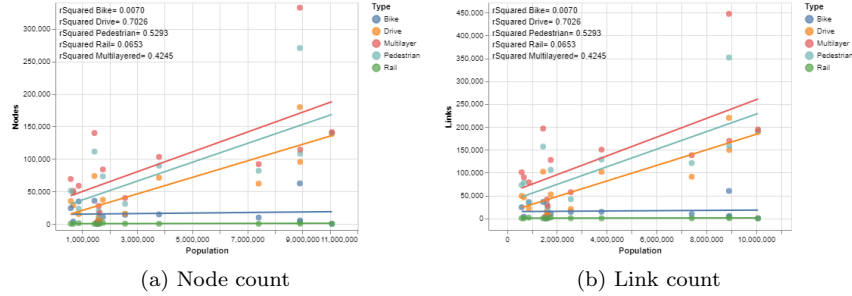 rSquared Bike= 0.0070
rSquared Drive= 0.7026
rSquared Pedestrian= 0.5293
rSquared Rail= 0.0653
rSquared Multilayered= 0.4245
300,000
250,000
200,000
150,000
100,000
50,000
0
Nodes
1,000,000
3,000,000
5,000,000
7,000,000
9,000,000
11,000,000
Population
Type
Bike
Drive
Multilayer
Pedestrian
Rail
(a) Node count
rSquared Bike= 0.0070
rSquared Drive= 0.7026
rSquared Pedestrian= 0.5293
rSquared Rail= 0.0653
rSquared Multilayered= 0.4245
450,000
400,000
350,000
300,000
250,000
200,000
150,000
100,000
50,000
0
Links
0
2,000,000
4,000,000
6,000,000
8,000,000
10,000,000
Population
Type
Bike
Drive
Multilayer
Pedestrian
Rail
(b) Link count